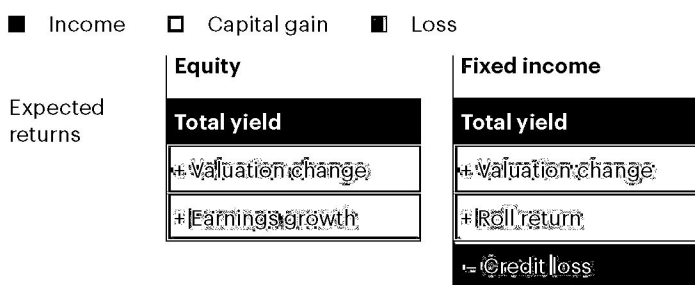 Income Capital gain Loss
Equity Fixed income
Expected
returns
Total yield Total yield
+ Valuation change + Valuation change
+ Earnings growth + Roll return
– Credit loss